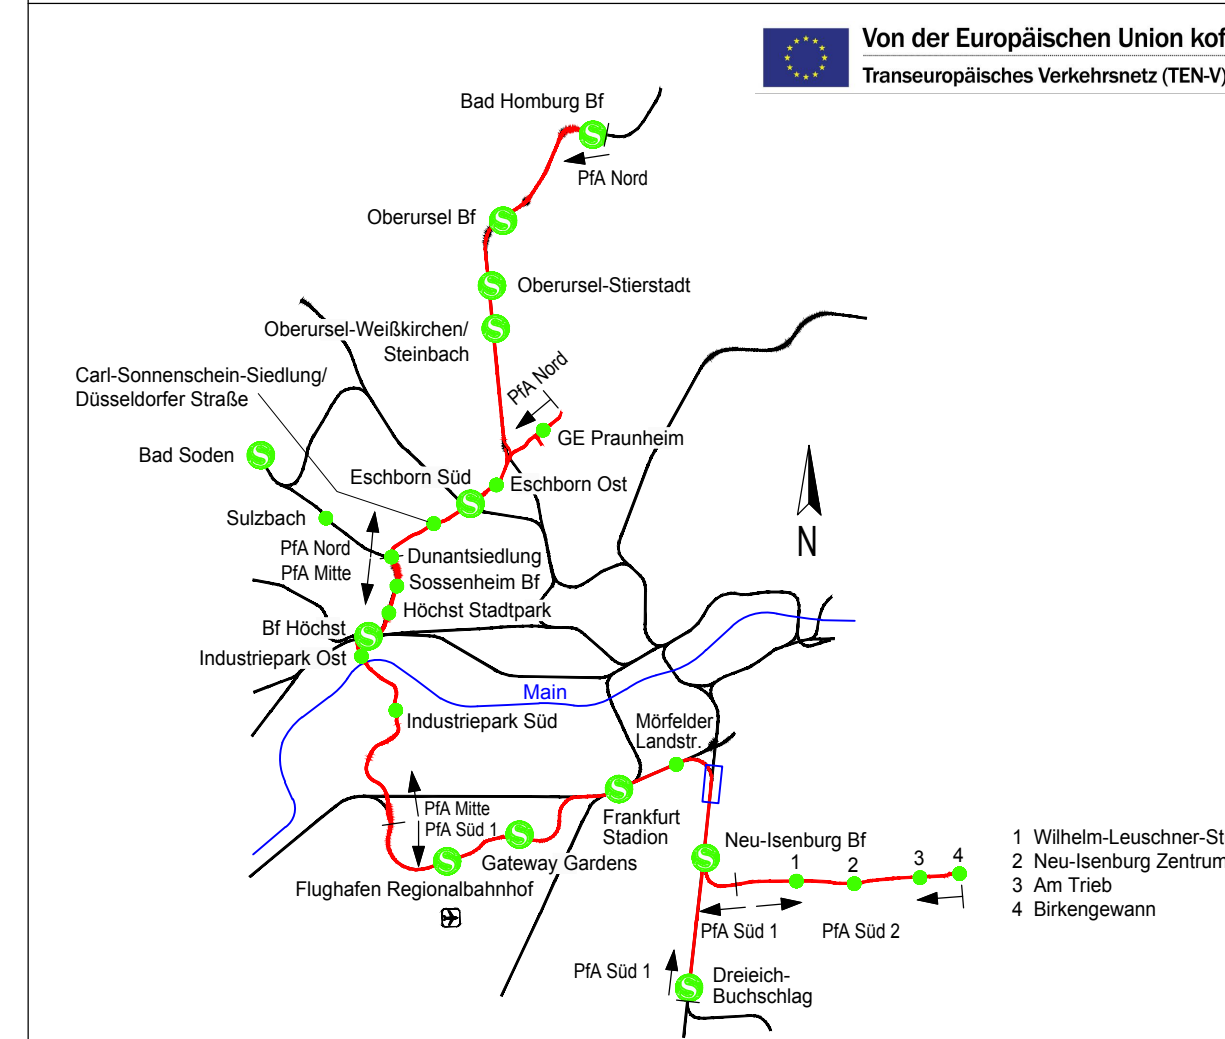 Von der Europäischen Union kof
Transeuropäisches Verkehrsnetz (TEN-V)
Bad Homburg Bf
PfA Nord
Oberursel Bf
Oberursel-Stierstadt
Oberursel-Weißkirchen/
Steinbach
Carl-Sonnenschein-Siedlung/
Düsseldorfer Straße
PfA Nord
GE Praunheim
Bad Soden
Eschborn Süd
Eschborn Ost
Sulzbach
PfA Nord
PfA Mitte
Dunantsiedlung
Sossenheim Bf
Höchst Stadtpark
Bf Höchst
Industriepark Ost
N
Main
Industriepark Süd
Mörfelder
Landstr.
PfA Mitte
PfA Süd 1
Frankfurt
Stadion
Gateway Gardens
Flughafen Regionalbahnhof
Neu-Isenburg Bf
1
2
3
4
1 Wilhelm-Leuschner-St
2 Neu-Isenburg Zentrum
3 Am Trieb
4 Birkengewann
PfA Süd 1
PfA Süd 2
PfA Süd 1
Dreieich-
Buchschlag
S
S
S
S
S
S
S
S
S
S
S
S